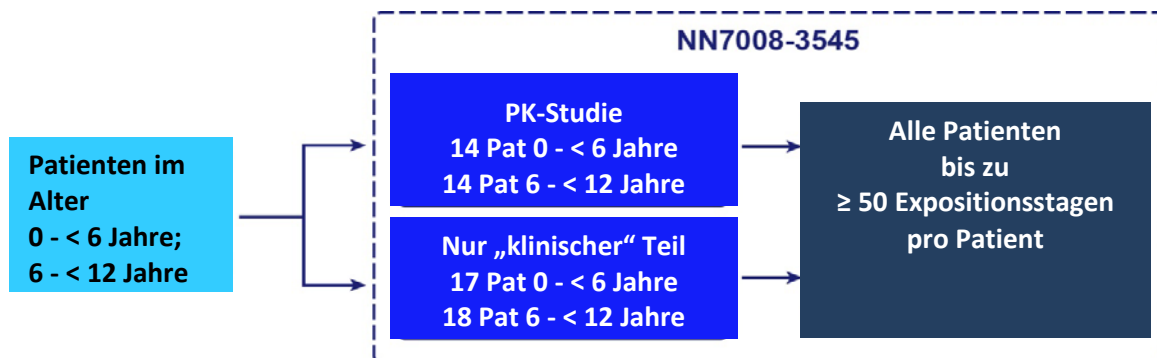 NN7008-3545
Patienten im
Alter
0 - < 6 Jahre;
6 - < 12 Jahre
PK-Studie
14 Pat 0 - < 6 Jahre
14 Pat 6 - < 12 Jahre
Nur „klinischer“ Teil
17 Pat 0 - < 6 Jahre
18 Pat 6 - < 12 Jahre
Alle Patienten
bis zu
≥ 50 Expositionsstagen
pro Patient